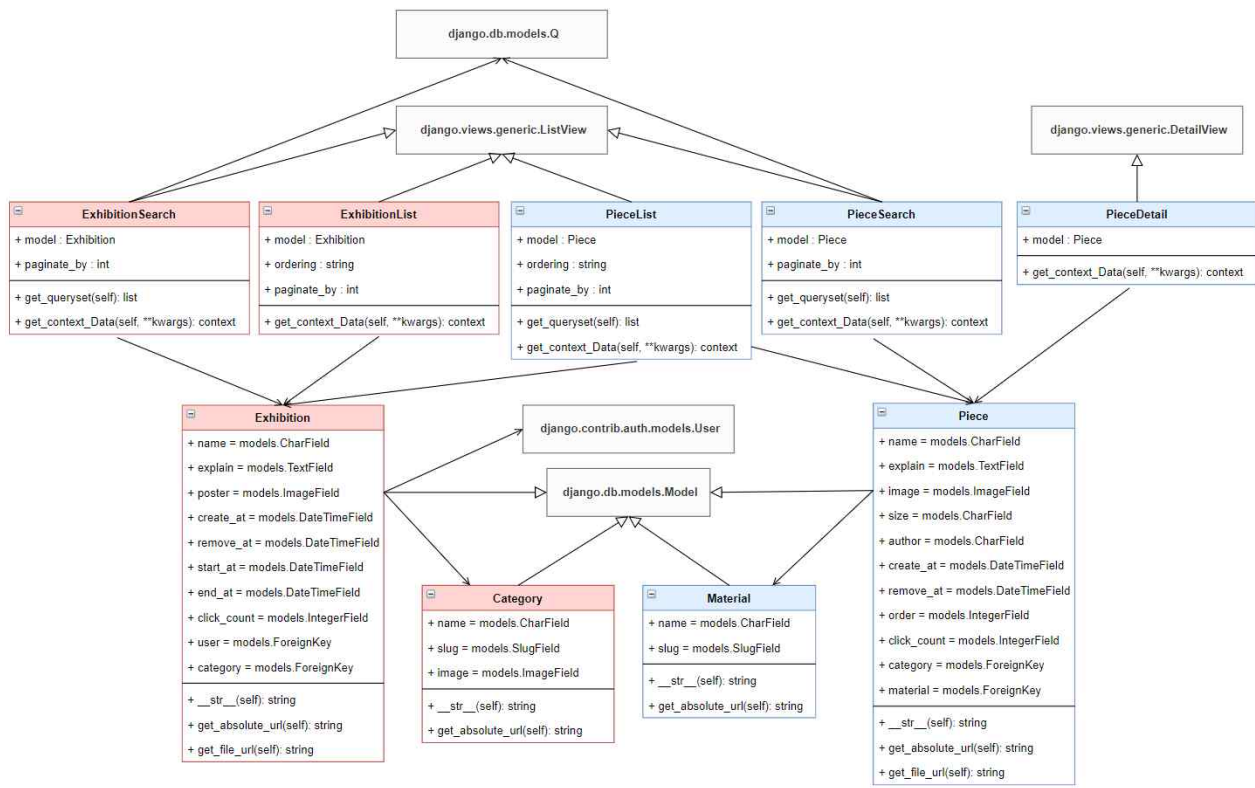 django.db.models.Q
django.views.generic.ListView
django.views.generic.DetailView
ExhibitionSearch
+ model : Exhibition
+ paginate_by : int
+ get_queryset(self): list
+ get_context_Data(self, **kwargs): context
ExhibitionList
+ model : Exhibition
+ ordering : string
+ paginate_by : int
+ get_context_Data(self, **kwargs): context
PieceList
+ model : Piece
+ ordering : string
+ paginate_by : int
+ get_queryset(self): list
+ get_context_Data(self, **kwargs): context
PieceSearch
+ model : Piece
+ paginate_by : int
+ get_queryset(self): list
+ get_context_Data(self, **kwargs): context
PieceDetail
+ model : Piece
+ get_context_Data(self, **kwargs): context
Exhibition
+ name = models.CharField
+ explain = models.TextField
+ poster = models.ImageField
+ create_at = models.DateTimeField
+ remove_at = models.DateTimeField
+ start_at = models.DateTimeField
+ end_at = models.DateTimeField
+ click_count = models.IntegerField
+ user = models.ForeignKey
+ category = models.ForeignKey
+ __str__(self): string
+ get_absolute_url(self): string
+ get_file_url(self): string
django.contrib.auth.models.User
django.db.models.Model
Category
+ name = models.CharField
+ slug = models.SlugField
+ image = models.ImageField
+ __str__(self): string
+ get_absolute_url(self): string
Material
+ name = models.CharField
+ slug = models.SlugField
+ __str__(self): string
+ get_absolute_url(self): string
Piece
+ name = models.CharField
+ explain = models.TextField
+ image = models.ImageField
+ size = models.CharField
+ author = models.CharField
+ create_at = models.DateTimeField
+ remove_at = models.DateTimeField
+ order = models.IntegerField
+ click_count = models.IntegerField
+ category = models.ForeignKey
+ material = models.ForeignKey
+ __str__(self): string
+ get_absolute_url(self): string
+ get_file_url(self): string